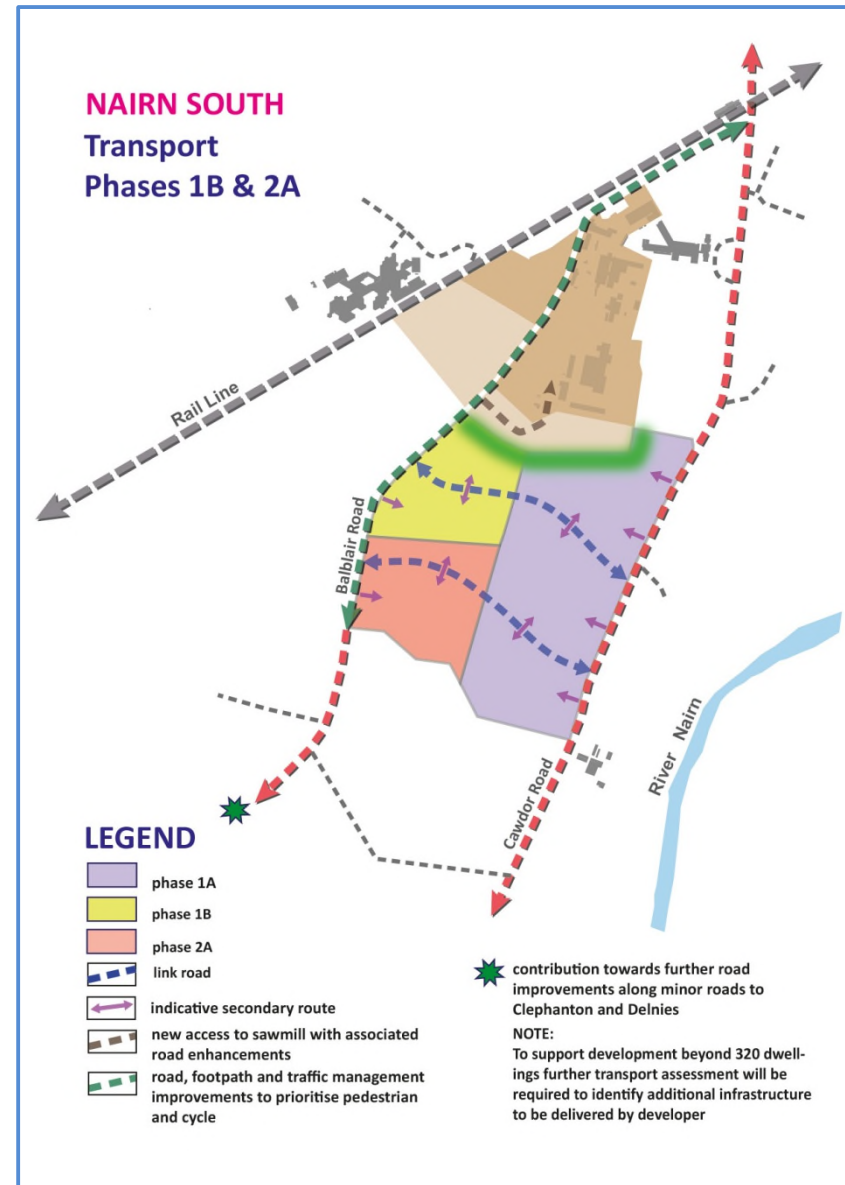 NAIRN SOUTH
Transport
Phases 1B & 2A
Rail Line
Balblair Road
Cawdor Road
River Nairn
LEGEND
phase 1A
phase 1B
phase 2A
link road
indicative secondary route
new access to sawmill with associated
road enhancements
road, footpath and traffic management
improvements to prioritise pedestrian
and cycle
contribution towards further road
improvements along minor roads to
Clephanton and Delnies
NOTE:
To support development beyond 320 dwell-
ings further transport assessment will be
required to identify additional infrastructure
to be delivered by developer